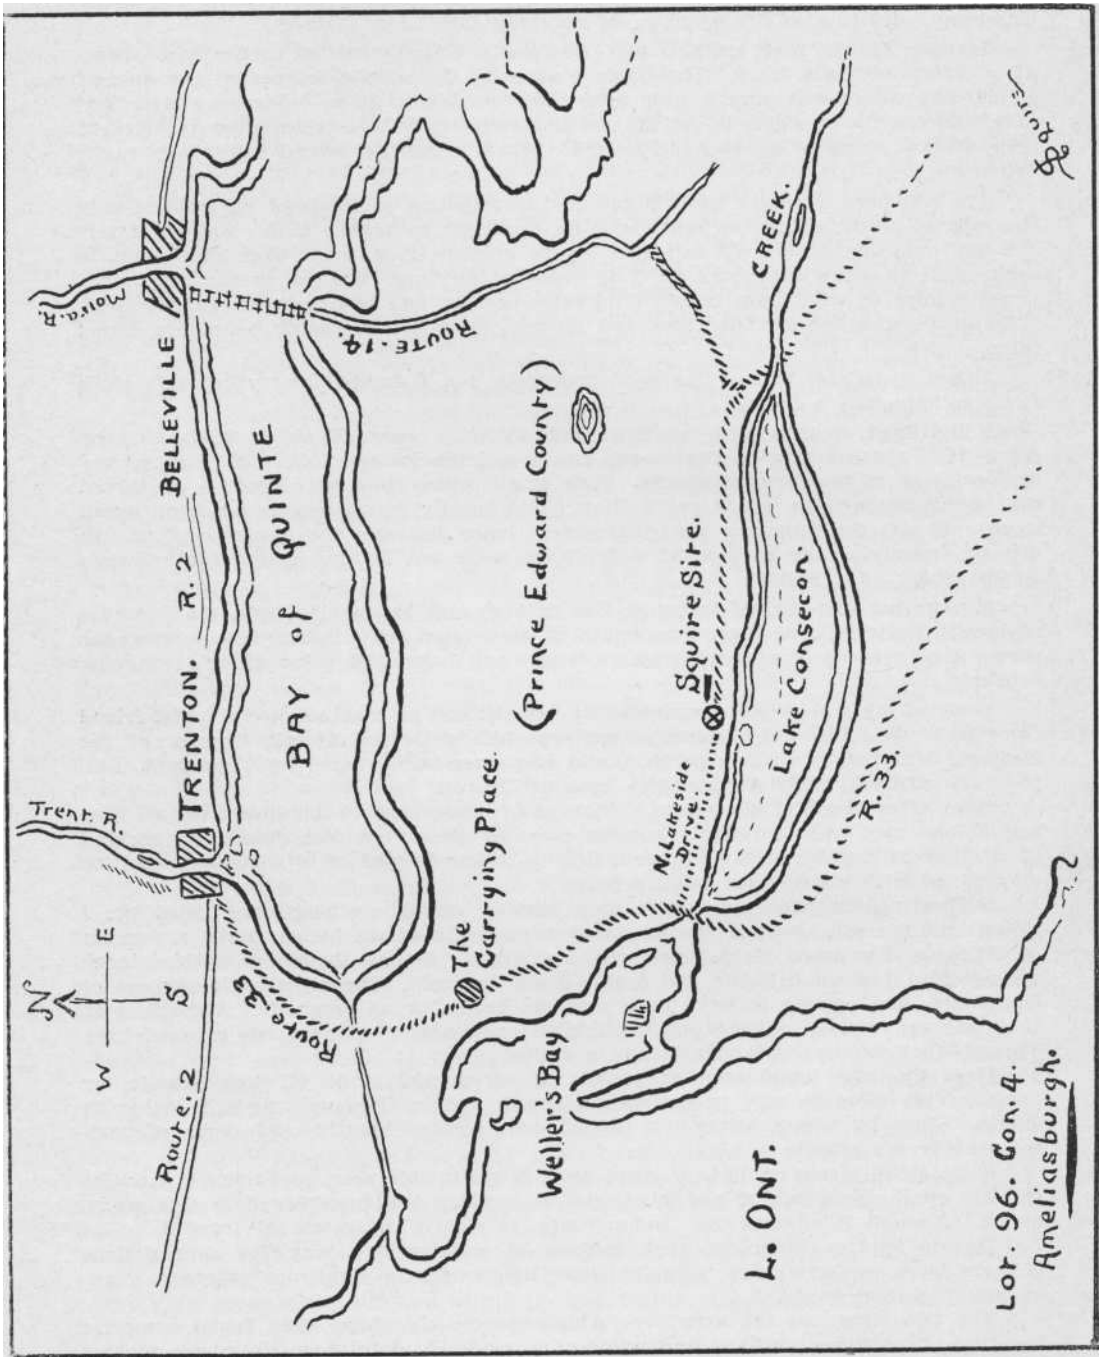 Moira. R.
BELLEVILLE
R. 2
TRENTON.
Trent. R.
BAY of QUINTE
N
W E
S
Route. 2
Route. 33
ROUTE. 14.
The
Carrying Place.
(Prince Edward County)
Weller's Bay
N. Lakeside
Drive.
Squire Site.
CREEK.
Lake Consecon
R. 33.
L. ONT.
LOT. 96. Con. 4.
Ameliasburgh.